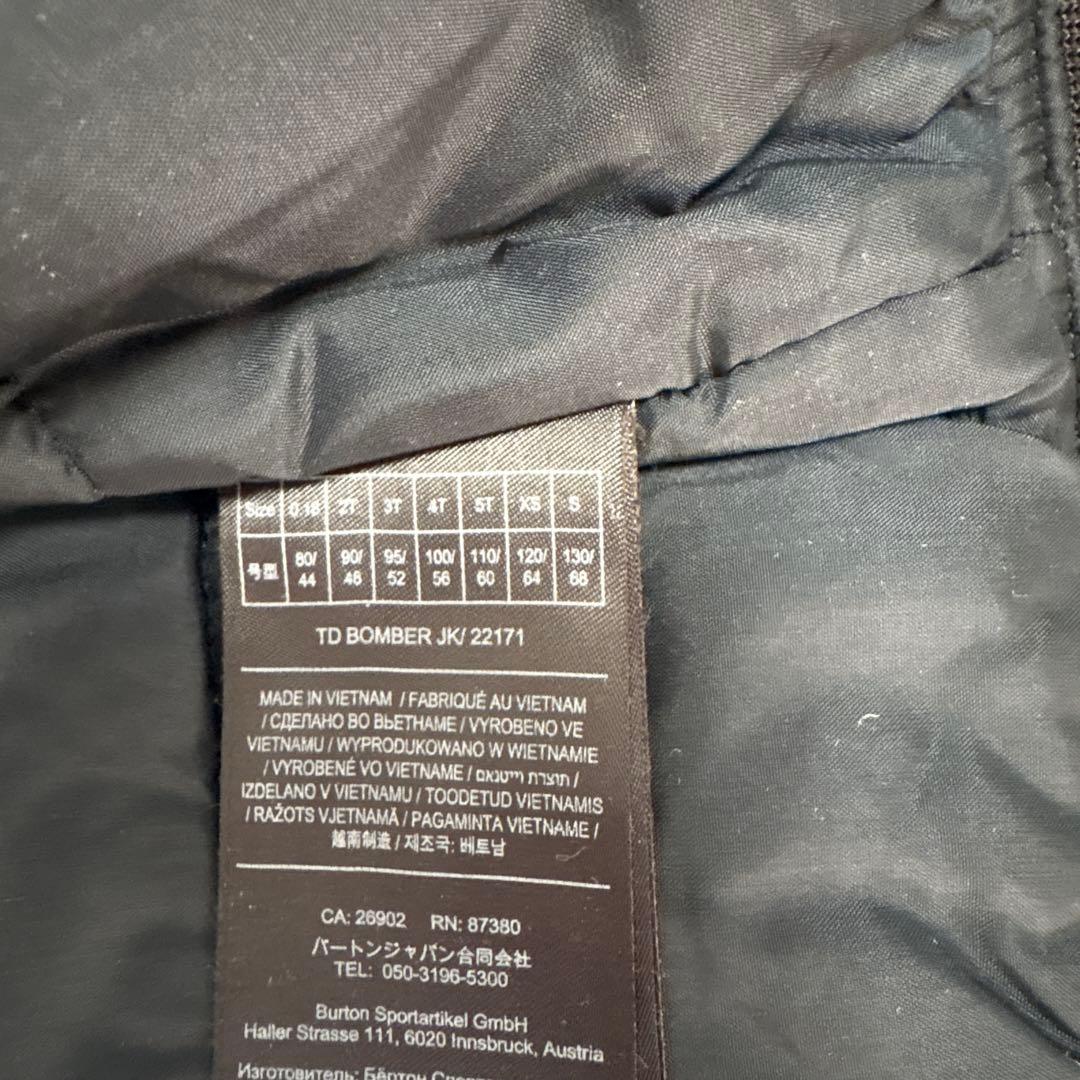 Size 0.18 2T 3T 4T 5T XS S
号型 80/44 90/48 95/52 100/56 110/60 120/64 130/68
TD BOMBER JK/ 22171
MADE IN VIETNAM / FABRIQUÉ AU VIETNAM
/ СДЕЛАНО ВО ВЬЕТНАМЕ / VYROBENO VE
VIETNAMU / WYPRODUKOWANO W WIETNAMIE
/ VYROBENÉ VO VIETNAME / תוצרת וייטנאם /
IZDELANO V VIETNAMU / TOODETUD VIETNAMIS
/ RAŽOTS VJETNAMĀ / PAGAMINTA VIETNAME /
越南制造 / 제조국: 베트남
CA: 26902 RN: 87380
バートンジャパン合同会社
TEL: 050-3196-5300
Burton Sportartikel GmbH
Haller Strasse 111, 6020 Innsbruck, Austria
Изготовитель: Бёртон